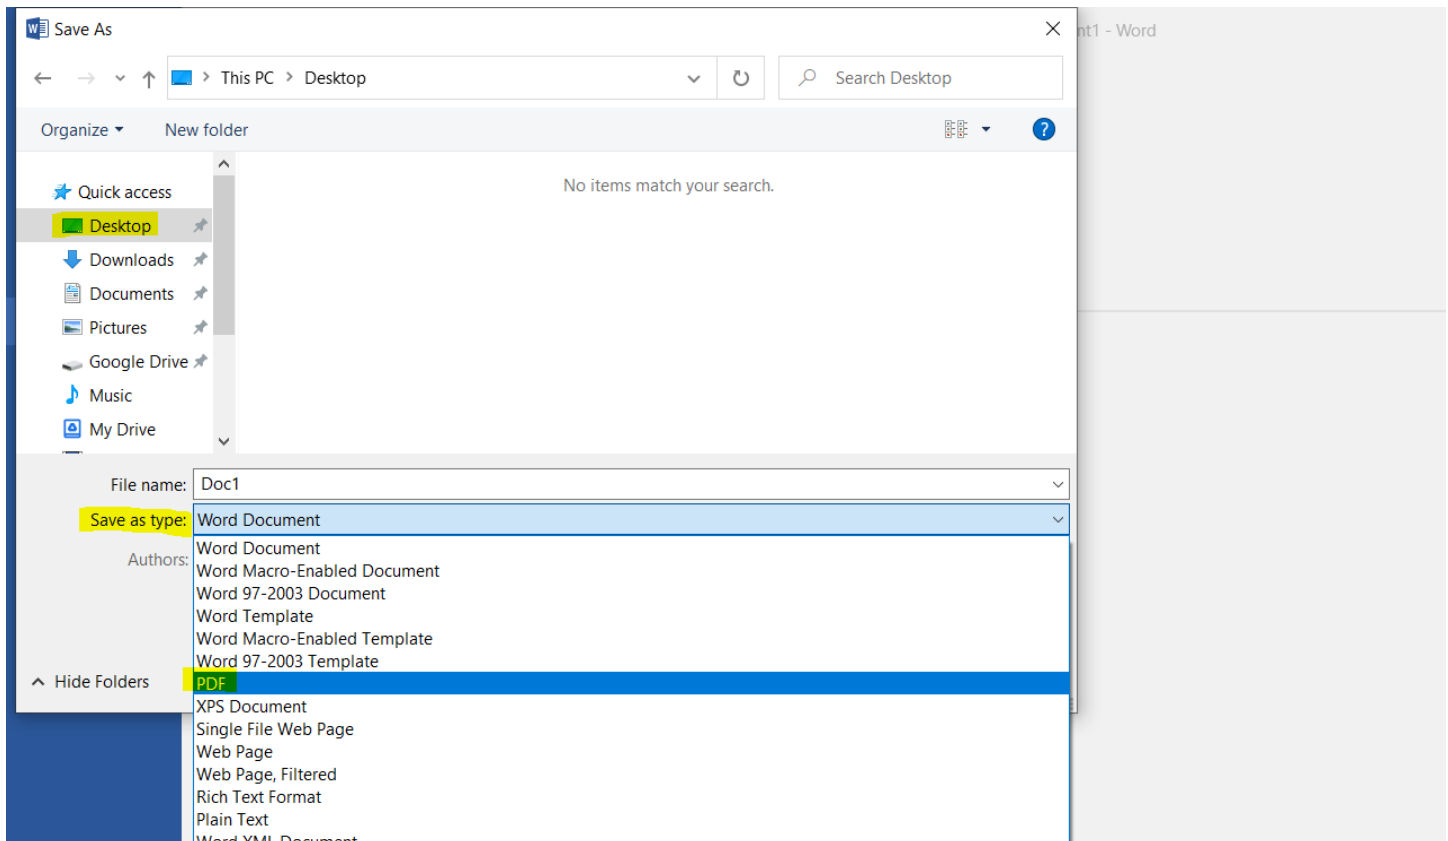 Save As
nt1 - Word
This PC > Desktop
Search Desktop
Organize
New folder
?
Quick access
Desktop
Downloads
Documents
Pictures
Google Drive
Music
My Drive
No items match your search.
File name: Doc1
Save as type: Word Document
Authors:
Word Document
Word Macro-Enabled Document
Word 97-2003 Document
Word Template
Word Macro-Enabled Template
Word 97-2003 Template
Hide Folders
PDF
XPS Document
Single File Web Page
Web Page
Web Page, Filtered
Rich Text Format
Plain Text
Word XML Document